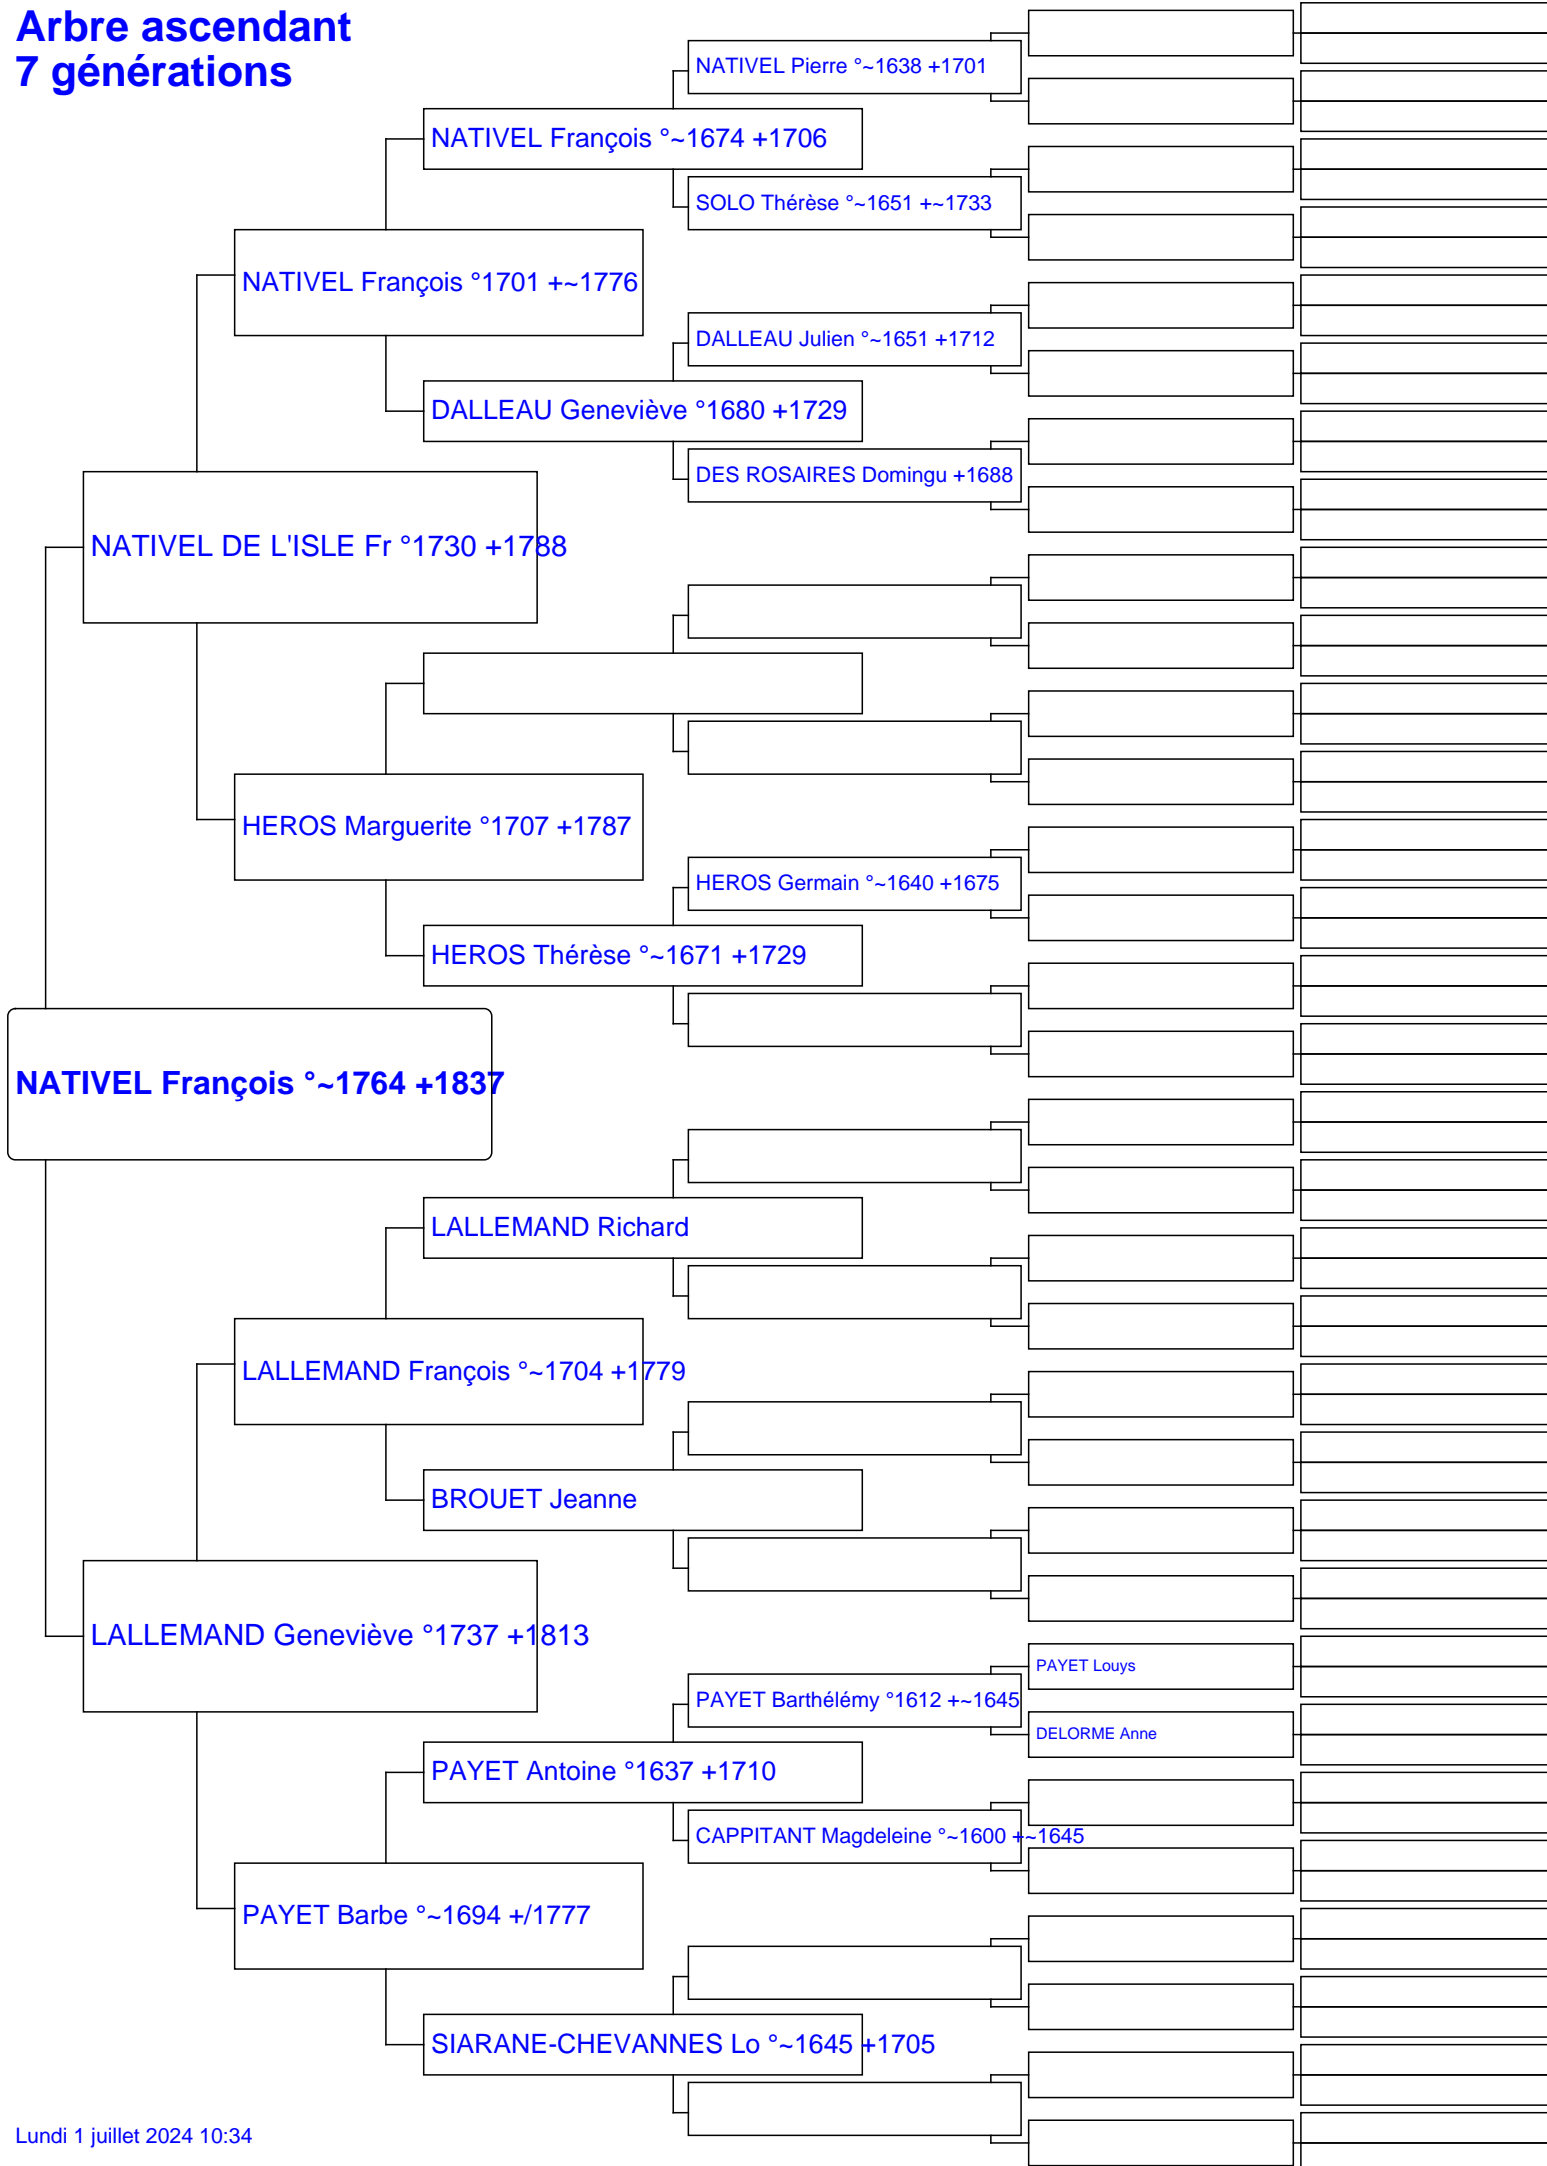 Arbre ascendant
7 générations
NATIVEL Pierre °~1638 +1701
NATIVEL François °~1674 +1706
SOLO Thérèse °~1651 +~1733
NATIVEL François °1701 +~1776
DALLEAU Julien °~1651 +1712
DALLEAU Geneviève °1680 +1729
DES ROSAIRES Domingu +1688
NATIVEL DE L'ISLE Fr °1730 +1788
HEROS Marguerite °1707 +1787
HEROS Germain °~1640 +1675
HEROS Thérèse °~1671 +1729
NATIVEL François °~1764 +1837
LALLEMAND Richard
LALLEMAND François °~1704 +1779
BROUET Jeanne
LALLEMAND Geneviève °1737 +1813
PAYET Louys
PAYET Barthélémy °1612 +~1645
DELORME Anne
PAYET Antoine °1637 +1710
CAPPITANT Magdeleine °~1600 +~1645
PAYET Barbe °~1694 +/1777
SIARANE-CHEVANNES Lo °~1645 +1705
Lundi 1 juillet 2024 10:34